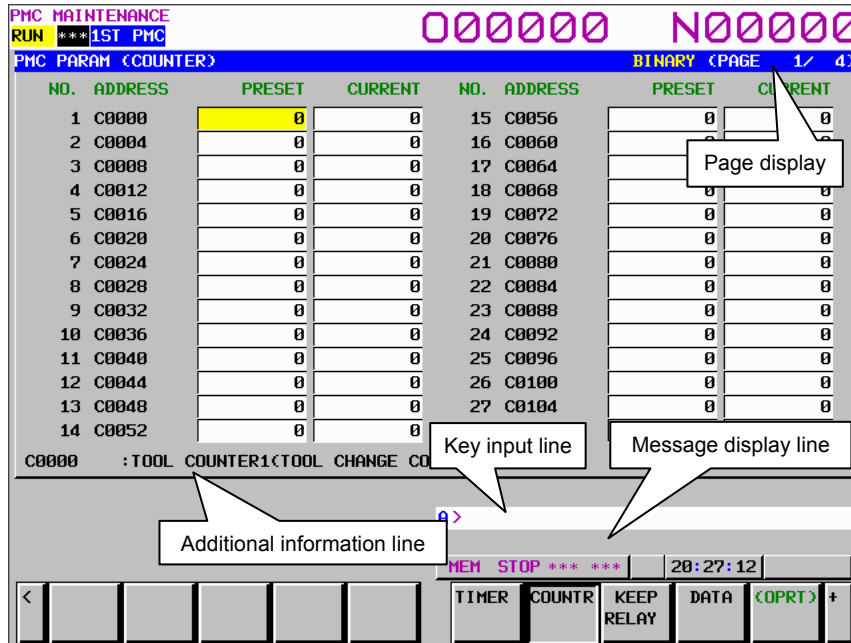 PMC MAINTENANCE
RUN ***1ST PMC O00000 N00000
PMC PARAM (COUNTER) BINARY (PAGE 1/ 4)
NO. ADDRESS PRESET CURRENT NO. ADDRESS PRESET CURRENT
1 C0000 0 0 15 C0056 0 0
2 C0004 0 0 16 C0060 0
3 C0008 0 0 17 C0064
Page display
4 C0012 0 0 18 C0068 0 0
5 C0016 0 0 19 C0072 0 0
6 C0020 0 0 20 C0076 0 0
7 C0024 0 0 21 C0080 0 0
8 C0028 0 0 22 C0084 0 0
9 C0032 0 0 23 C0088 0 0
10 C0036 0 0 24 C0092 0 0
11 C0040 0 0 25 C0096 0 0
12 C0044 0 0 26 C0100 0 0
13 C0048 0 0 27 C0104 0 0
14 C0052 0 0
Key input line
Message display line
C0000 :TOOL COUNTER1(TOOL CHANGE CO
A>
Additional information line
MEM STOP *** *** 20:27:12
< TIMER COUNTR KEEP RELAY DATA (OPRT) +